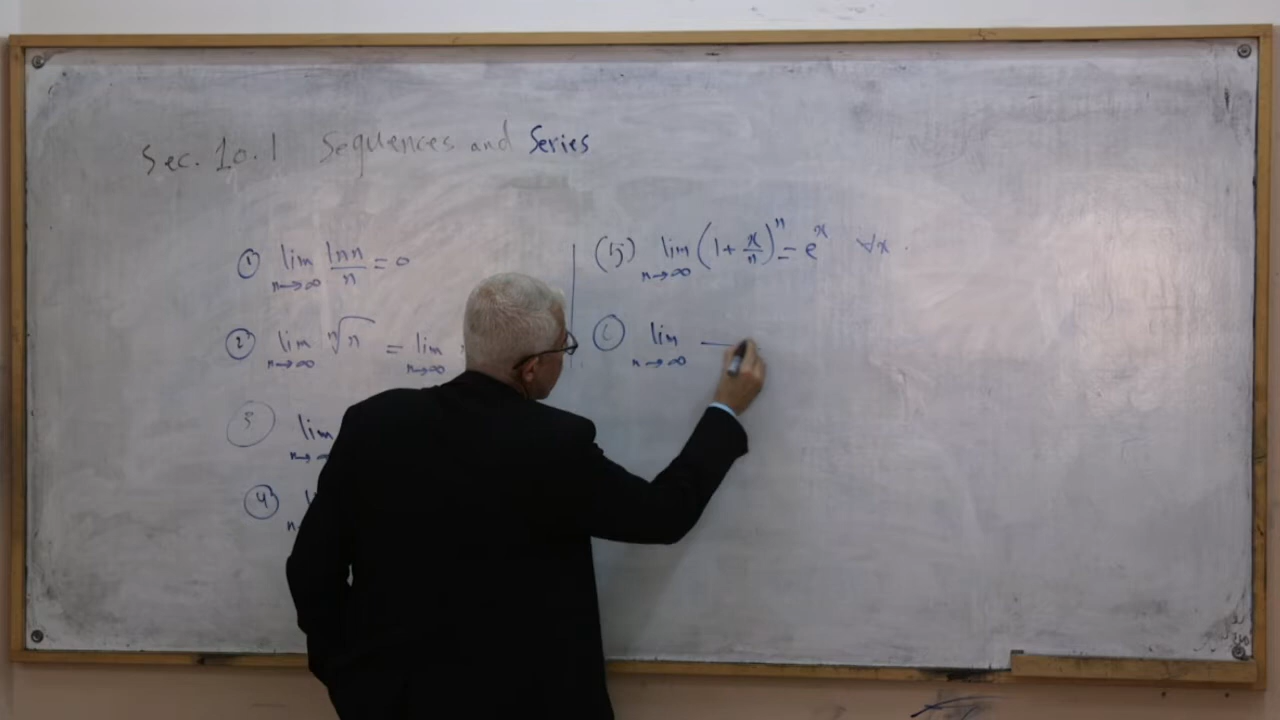 Sec. 10.1 Sequences and Series
① lim n→∞ ln n / n = 0
② lim n→∞ ⁿ√n = lim n→∞
3 lim n→
④ n
(5) lim n→∞ (1 + x/n)ⁿ = eˣ ∀x.
lim n→∞